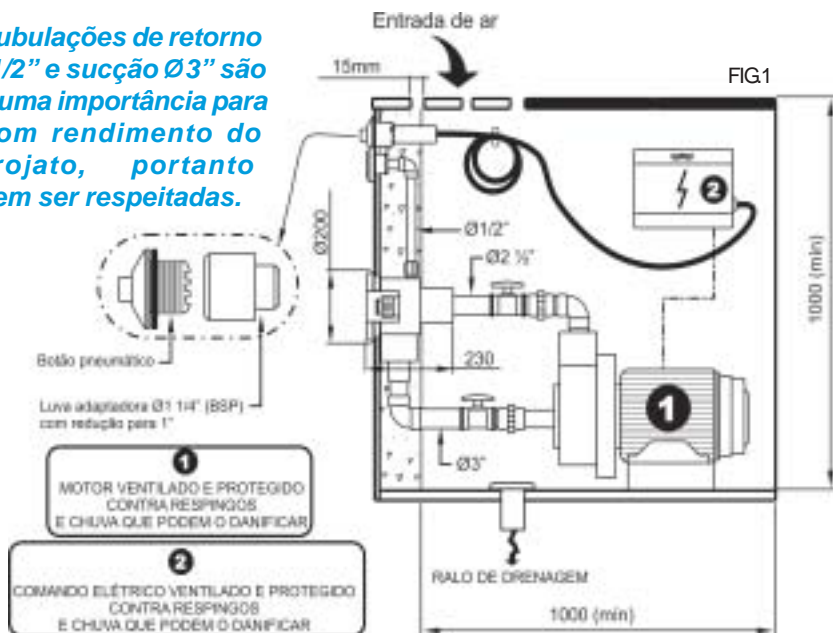 ubulações de retorno
1/2” e sucção Ø3” são
uma importância para
om rendimento do
rojato, portanto
em ser respeitadas.
Entrada de ar
15mm
FIG1
2
Ø200
Ø1/2"
Ø2 ½"
1000 (min)
Botão pneumático
230
1
Luva adaptadora Ø1 1/4" (BSP)
com redução para 1"
Ø3"
1
MOTOR VENTILADO E PROTEGIDO
CONTRA RESPINGOS
E CHUVA QUE PODEM O DANIFICAR
2
COMANDO ELÉTRICO VENTILADO E PROTEGIDO
CONTRA RESPINGOS
E CHUVA QUE PODEM O DANIFICAR
RALO DE DRENAGEM
1000 (min)